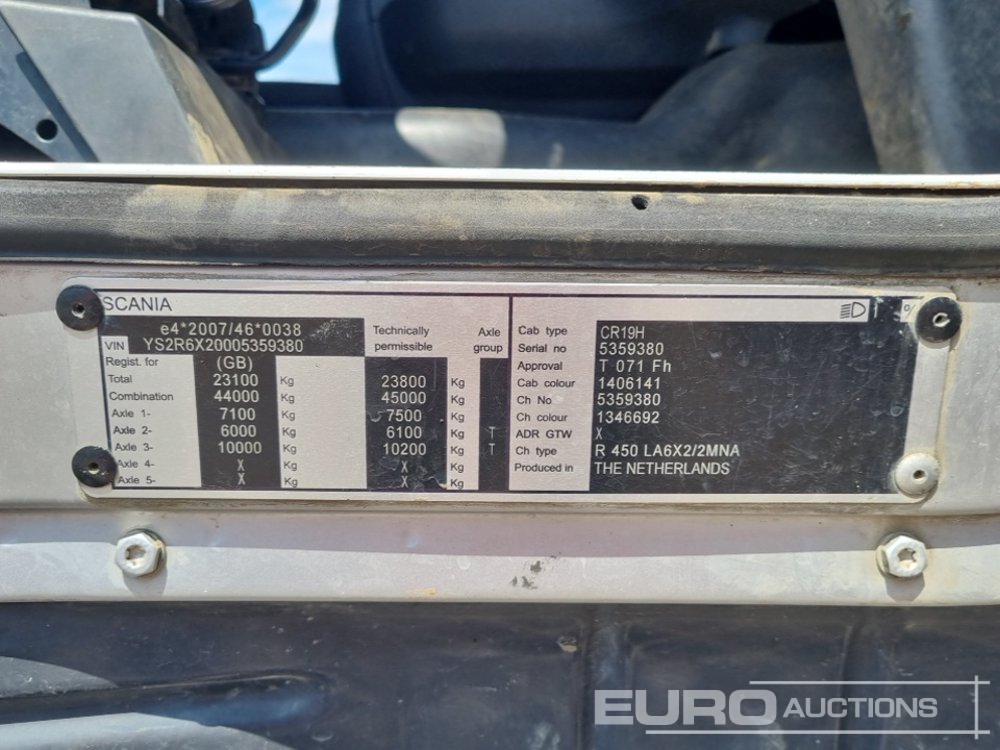 SCANIA
e4*2007/46*0038
VIN YS2R6X20005359380
Technically permissible Axle group
Regist. for (GB)
Total 23100 Kg 23800 Kg
Combination 44000 Kg 45000 Kg
Axle 1- 7100 Kg 7500 Kg
Axle 2- 6000 Kg 6100 Kg T
Axle 3- 10000 Kg 10200 Kg T
Axle 4- X Kg X Kg
Axle 5- X Kg X Kg
Cab type CR19H
Serial no 5359380
Approval T 071 Fh
Cab colour 1406141
Ch No 5359380
Ch colour 1346692
ADR GTW X
Ch type R 450 LA6X2/2MNA
Produced in THE NETHERLANDS
EURO AUCTIONS